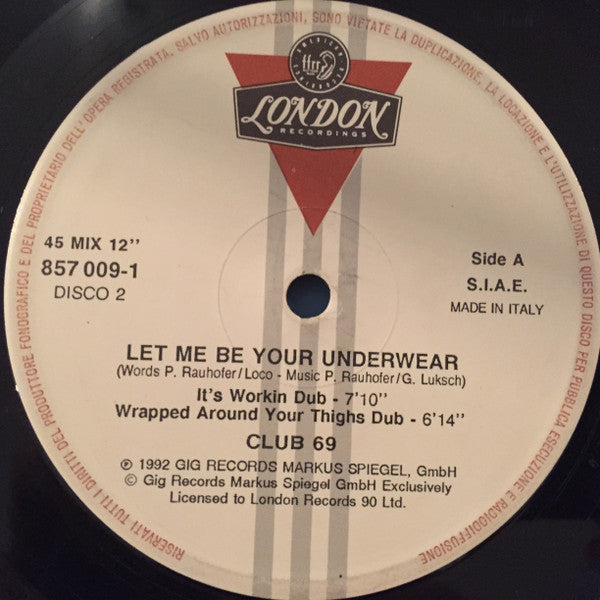 RISERVATI TUTTI I DIRITTI DEL PRODUTTORE FONOGRAFICO E DEL PROPRIETARIO DELL'OPERA REGISTRATA. SALVO AUTORIZZAZIONI, SONO VIETATE LA DUPLICAZIONE, LA LOCAZIONE E L'UTILIZZAZIONE DI QUESTO DISCO PER PUBBLICA ESECUZIONE E RADIODIFFUSIONE
ffrr
LONDON
RECORDINGS
45 MIX 12"
857 009-1
DISCO 2
Side A
S.I.A.E.
MADE IN ITALY
LET ME BE YOUR UNDERWEAR
(Words P. Rauhofer/Loco - Music P. Rauhofer/G. Luksch)
It's Workin Dub - 7'10"
Wrapped Around Your Thighs Dub - 6'14"
CLUB 69
℗ 1992 GIG RECORDS MARKUS SPIEGEL, GmbH
© Gig Records Markus Spiegel GmbH Exclusively
Licensed to London Records 90 Ltd.